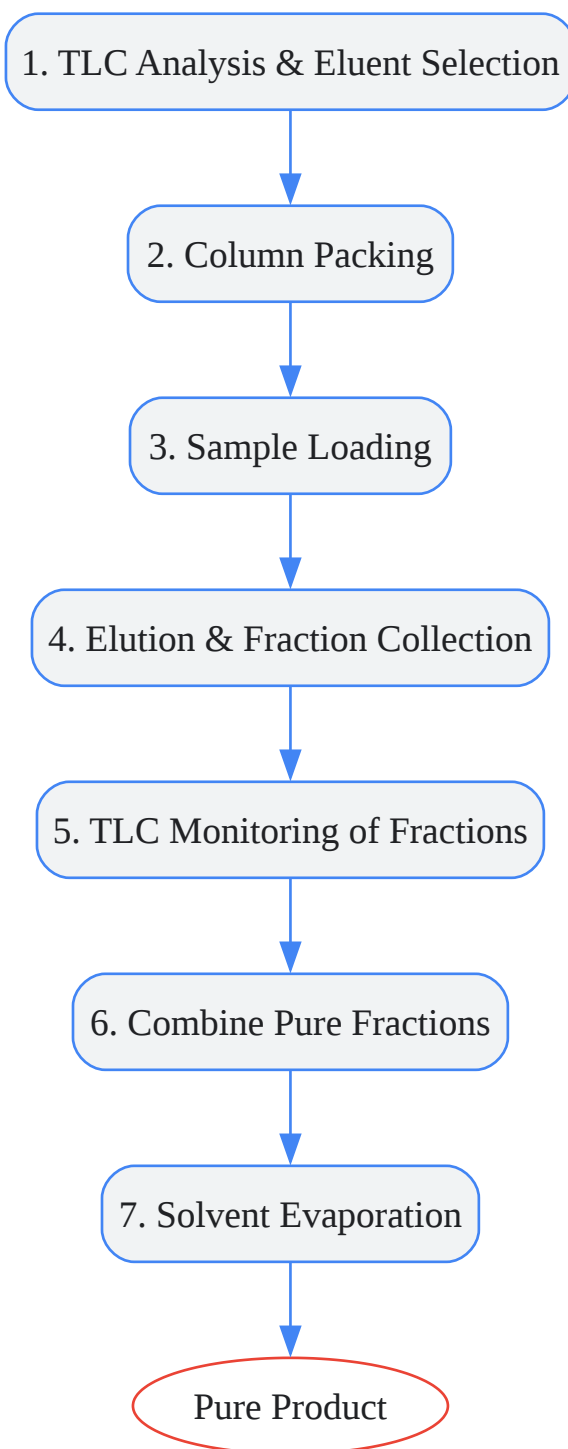 1. TLC Analysis & Eluent Selection
2. Column Packing
3. Sample Loading
4. Elution & Fraction Collection
5. TLC Monitoring of Fractions
6. Combine Pure Fractions
7. Solvent Evaporation
Pure Product